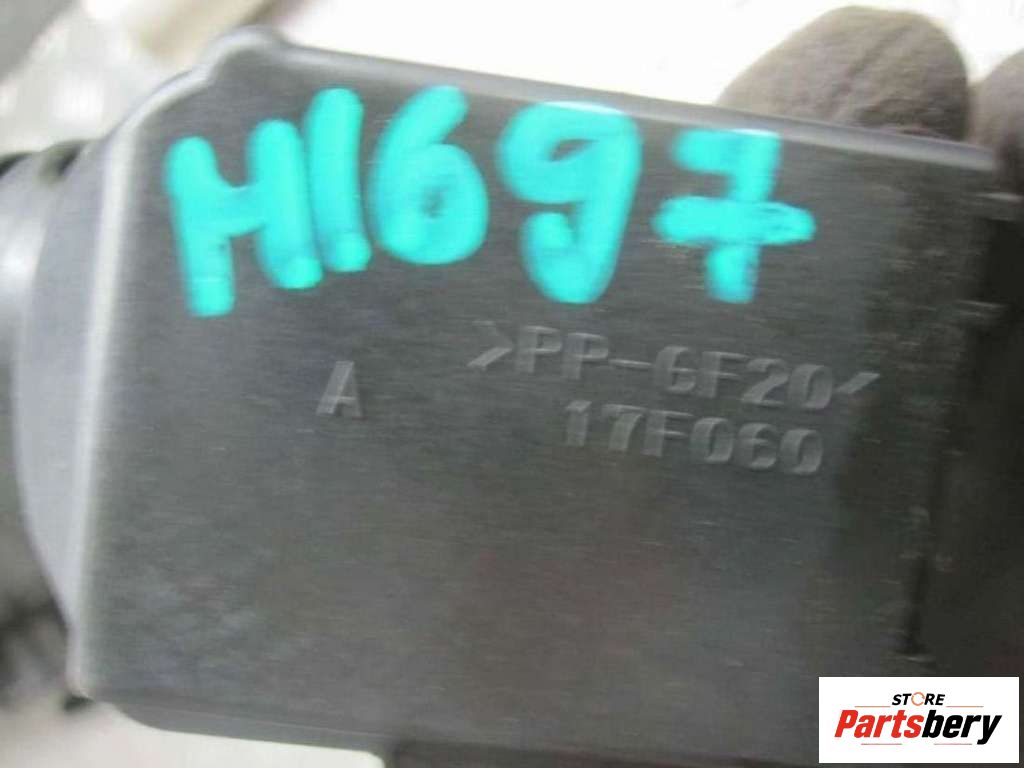 H1697
>PP-GF20<
A
17F060
STORE
Partsbery